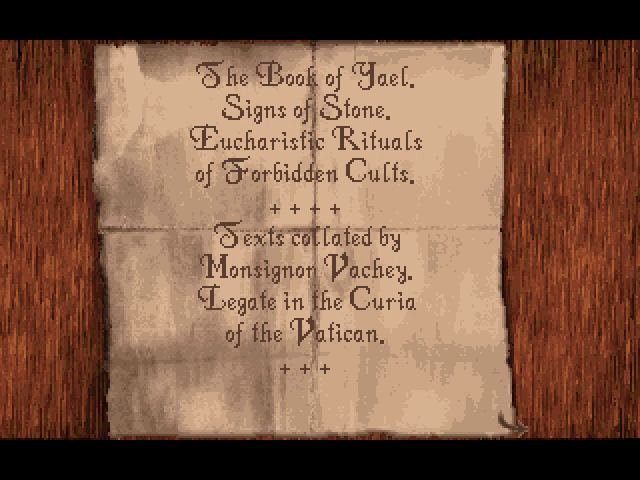 The Book of Yael.
Signs of Stone.
Eucharistic Rituals
of Forbidden Cults.
++++
Texts collated by
Monsignor Vachey.
Legate in the Curia
of the Vatican.
+++